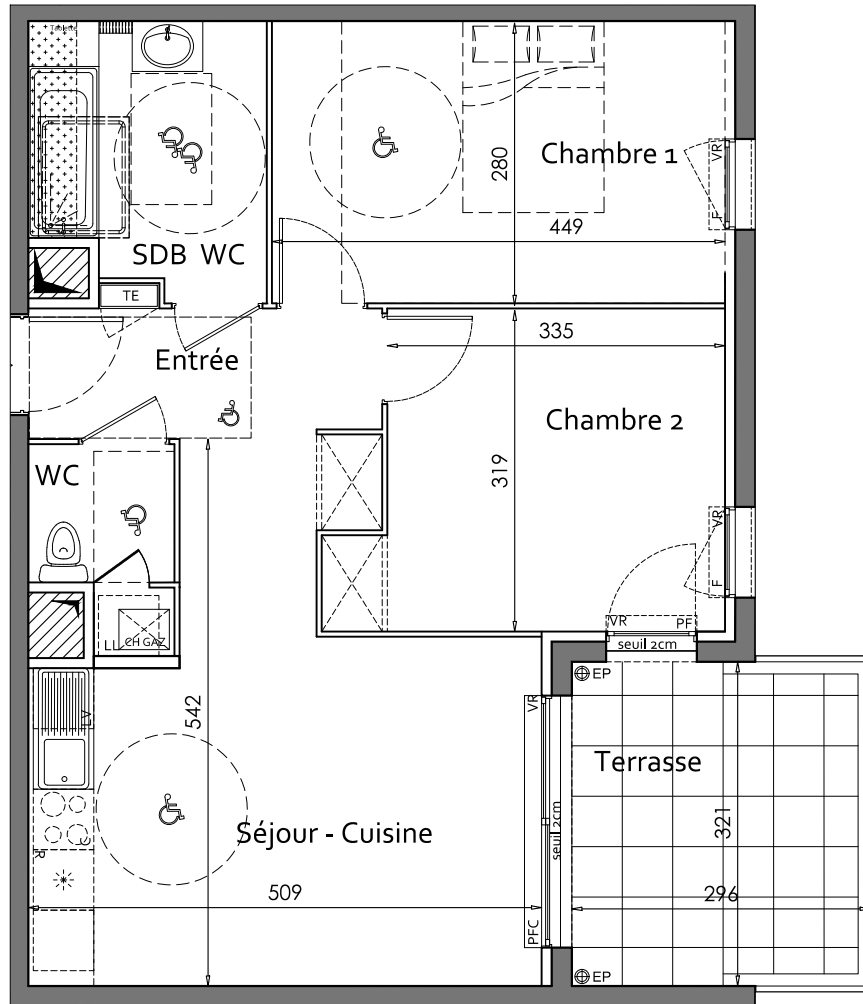 Tablette
VR
Chambre 1
280
F
449
SDB WC
TE
335
Entrée
Chambre 2
WC
319
VR
F
VR PF
LL
CH GAZ
seuil 2cm
EP
LV
542
VR
Terrasse
321
seuil 2cm
Séjour - Cuisine
R
509
296
PFC
EP